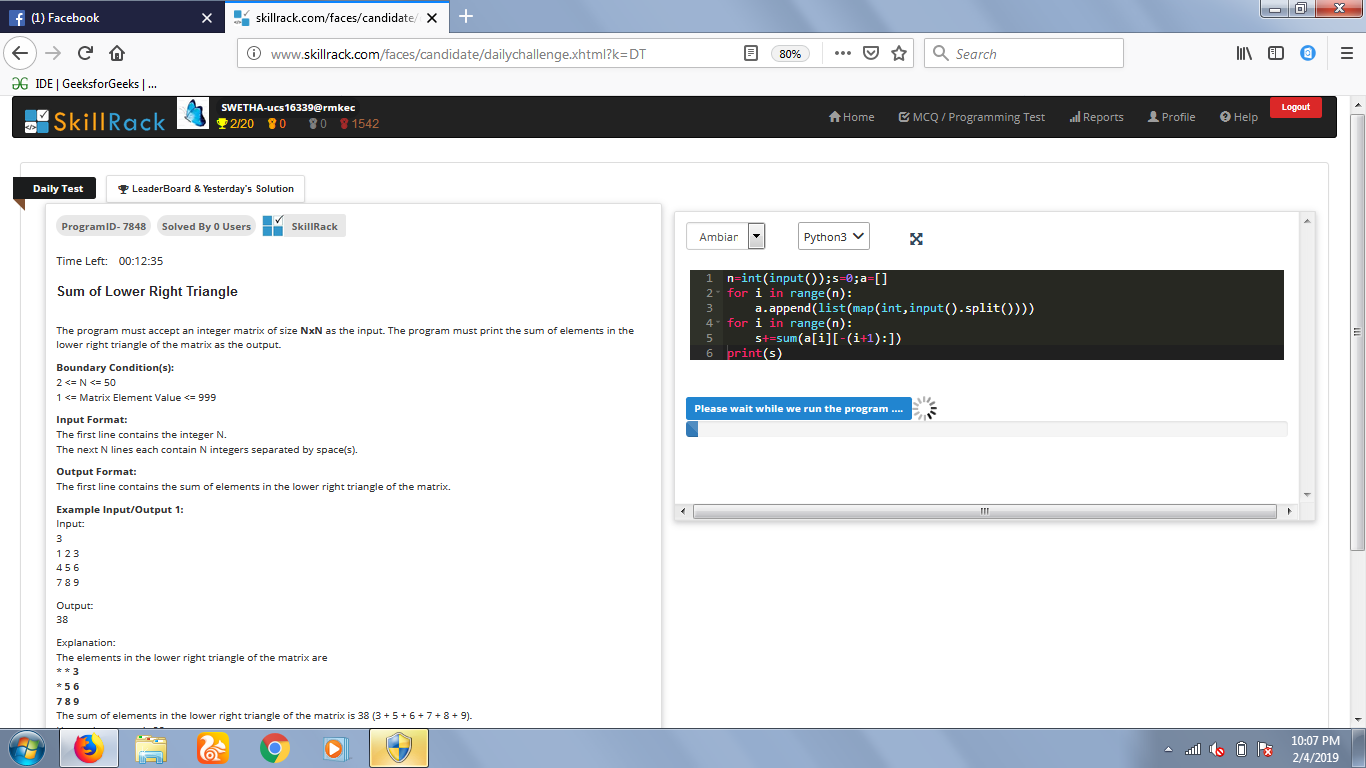 (1) Facebook
skillrack.com/faces/candidate/
www.skillrack.com/faces/candidate/dailychallenge.xhtml?k=DT
80%
Search
IDE | GeeksforGeeks | ...
SkillRack
SWETHA-ucs16339@rmkec
2/20 0 0 1542
Home MCQ / Programming Test Reports Profile Help Logout
Daily Test
LeaderBoard & Yesterday's Solution
ProgramID- 7848 Solved By 0 Users SkillRack
Time Left: 00:12:35
Sum of Lower Right Triangle
The program must accept an integer matrix of size NxN as the input. The program must print the sum of elements in the
lower right triangle of the matrix as the output.
Boundary Condition(s):
2 <= N <= 50
1 <= Matrix Element Value <= 999
Input Format:
The first line contains the integer N.
The next N lines each contain N integers separated by space(s).
Output Format:
The first line contains the sum of elements in the lower right triangle of the matrix.
Example Input/Output 1:
Input:
3
1 2 3
4 5 6
7 8 9
Output:
38
Explanation:
The elements in the lower right triangle of the matrix are
* * 3
* 5 6
7 8 9
The sum of elements in the lower right triangle of the matrix is 38 (3 + 5 + 6 + 7 + 8 + 9).
Ambian
Python3
1 n=int(input());s=0;a=[]
2 for i in range(n):
3 a.append(list(map(int,input().split())))
4 for i in range(n):
5 s+=sum(a[i][-(i+1):])
6 print(s)
Please wait while we run the program ....
10:07 PM
2/4/2019